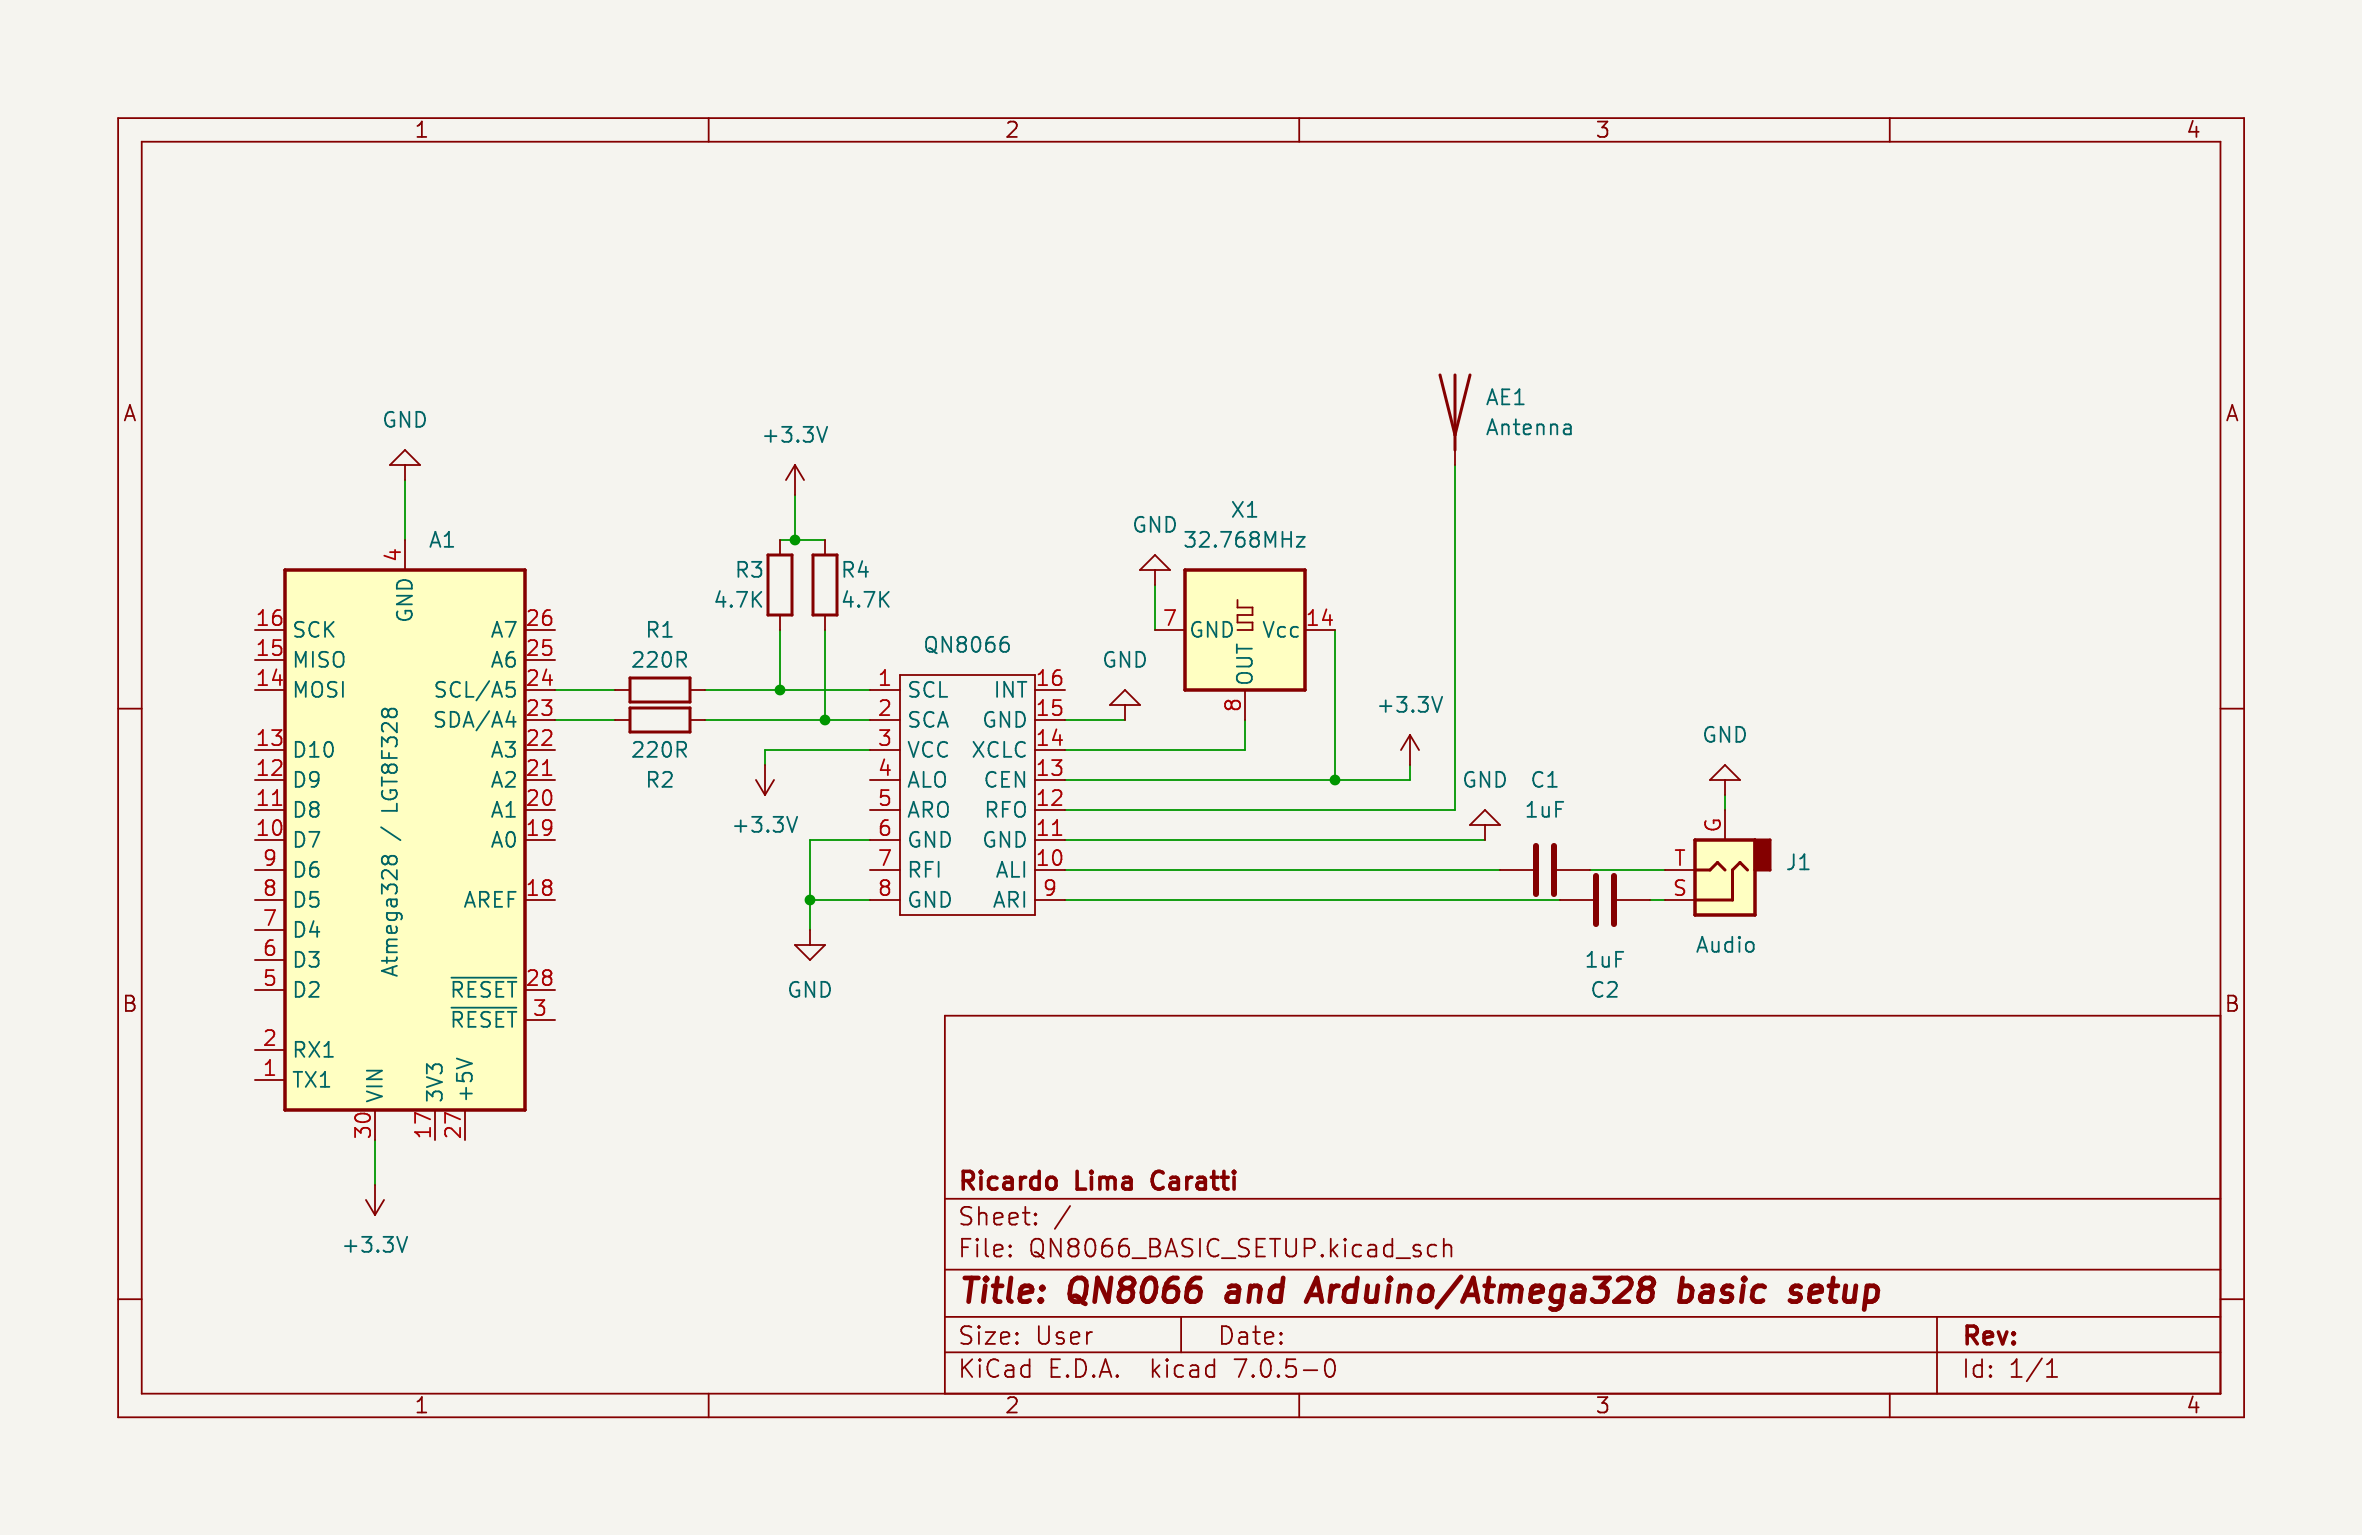 1 2 3 4
A A
B B
AE1
Antenna
GND
+3.3V
X1
GND
32.768MHz
A1
4
GND
R3
4.7K
R4
4.7K
16 SCK
15 MISO
14 MOSI
13 D10
12 D9
11 D8
10 D7
9 D6
8 D5
7 D4
6 D3
5 D2
2 RX1
1 TX1
Atmega328 / LGT8F328
A7 26
A6 25
SCL/A5 24
SDA/A4 23
A3 22
A2 21
A1 20
A0 19
AREF 18
RESET 28
RESET 3
VIN 3V3 +5V
30 17 27
+3.3V
R1
220R
220R
R2
+3.3V
GND
QN8066
1 SCL INT 16
2 SCA GND 15
3 VCC XCLC 14
4 ALO CEN 13
5 ARO RFO 12
6 GND GND 11
7 RFI ALI 10
8 GND ARI 9
GND
7 GND Vcc 14
OUT
8
+3.3V
GND
C1
1uF
1uF
C2
GND
G
T
S
J1
Audio
Ricardo Lima Caratti
Sheet: /
File: QN8066_BASIC_SETUP.kicad_sch
Title: QN8066 and Arduino/Atmega328 basic setup
Size: User Date: Rev:
KiCad E.D.A. kicad 7.0.5-0 Id: 1/1
1 2 3 4